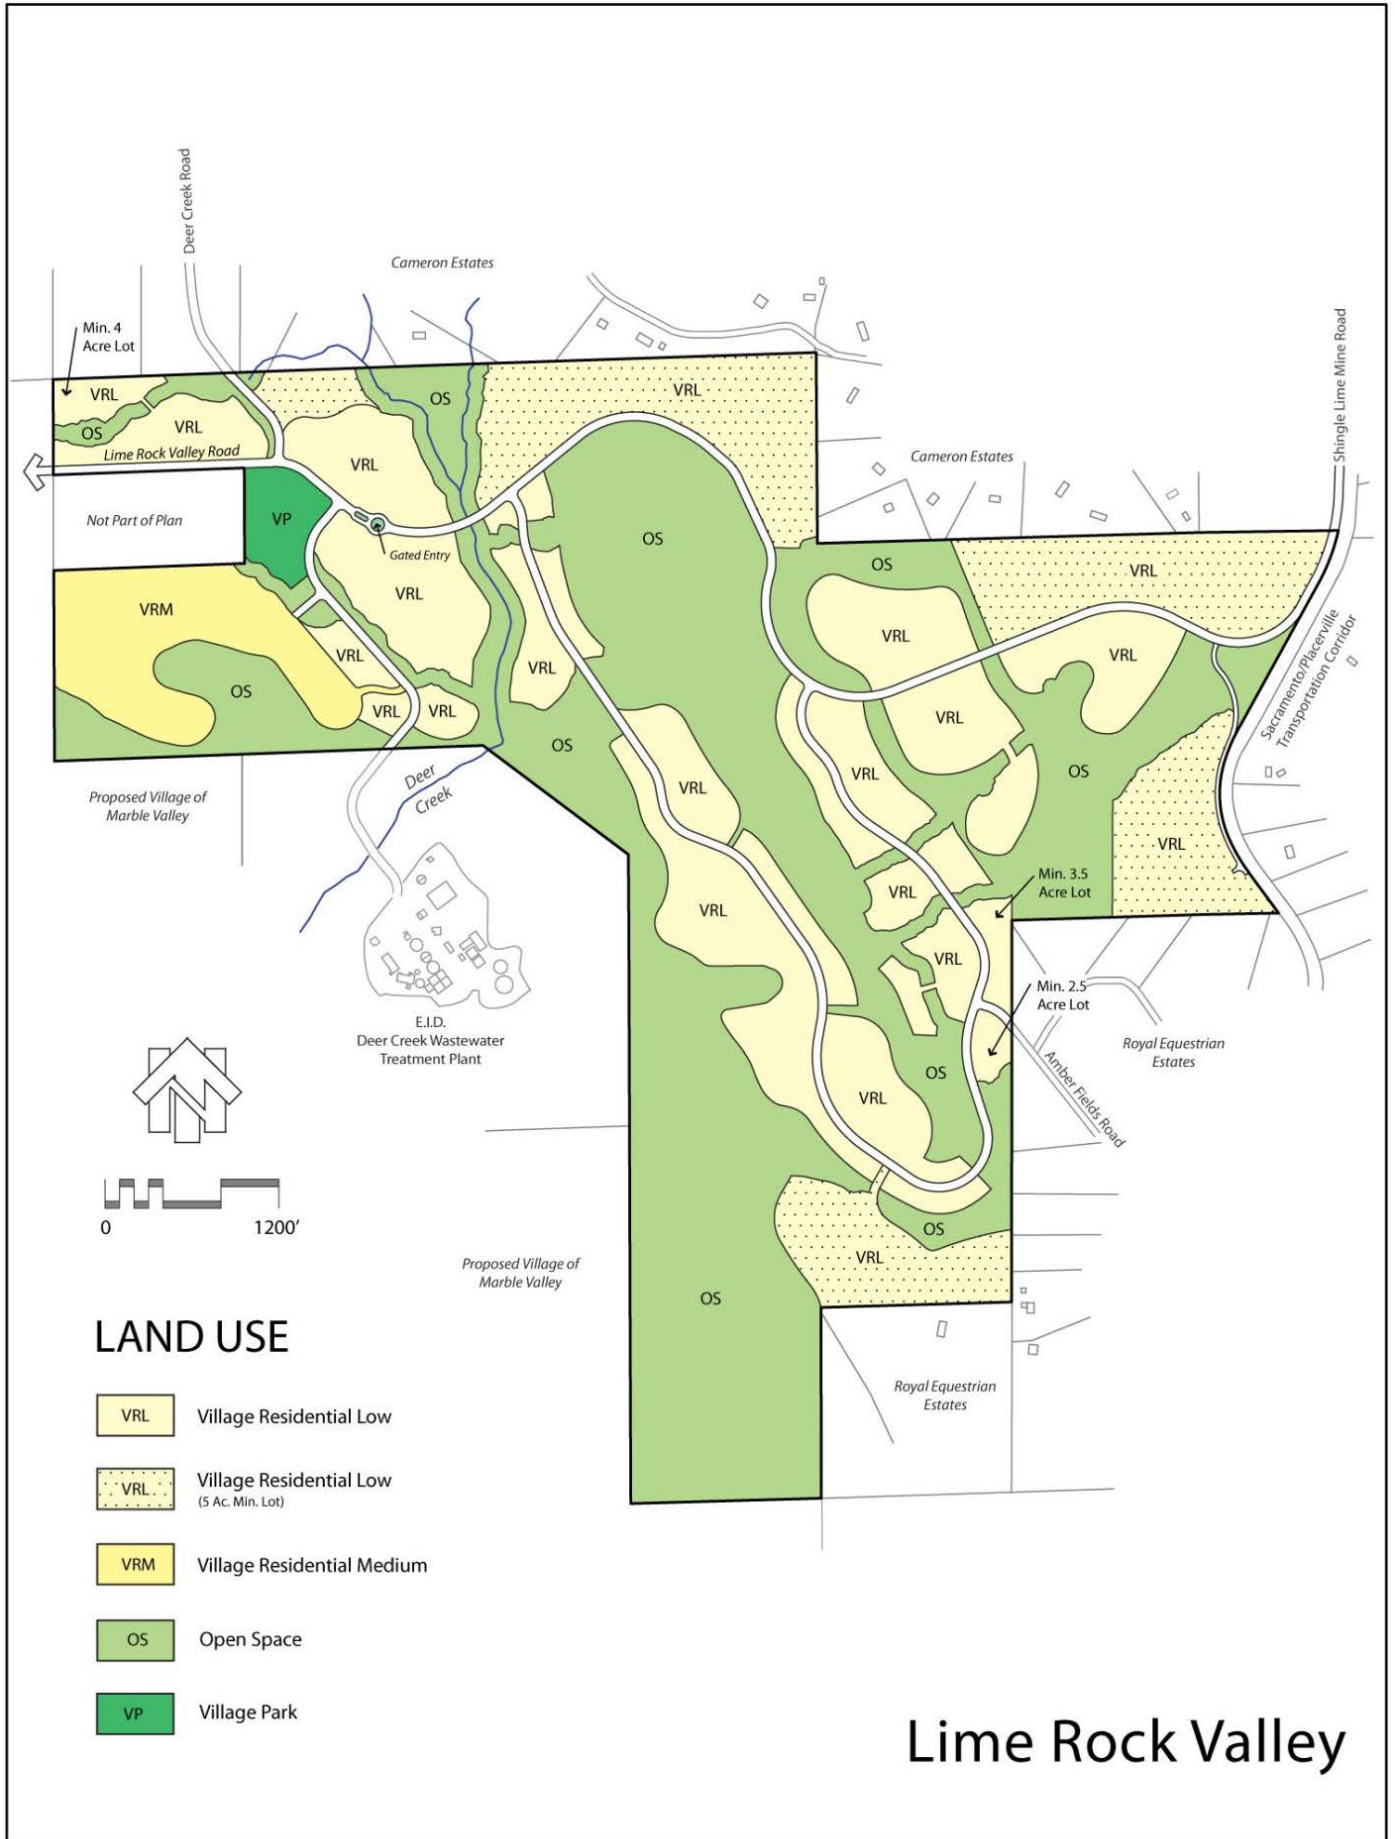 Deer Creek Road
Cameron Estates
Min. 4
Acre Lot
VRL
OS
VRL
VRL
OS
VRL
Shingle Lime Mine Road
OS
VRL
Lime Rock Valley Road
VRL
Cameron Estates
Not Part of Plan
VP
Gated Entry
OS
OS
VRL
VRL
VRM
VRL
VRL
VRL
VRL
VRL
Sacramento/Placerville
Transportation Corridor
OS
VRL
VRL
VRL
OS
Deer
Creek
VRL
VRL
OS
Proposed Village of
Marble Valley
VRL
VRL
VRL
Min. 3.5
Acre Lot
VRL
Min. 2.5
Acre Lot
E.I.D.
Deer Creek Wastewater
Treatment Plant
Royal Equestrian
Estates
Amber Fields Road
OS
VRL
0
1200'
OS
VRL
Proposed Village of
Marble Valley
OS
Royal Equestrian
Estates
LAND USE
VRL
Village Residential Low
VRL
Village Residential Low
(5 Ac. Min. Lot)
VRM
Village Residential Medium
OS
Open Space
VP
Village Park
Lime Rock Valley